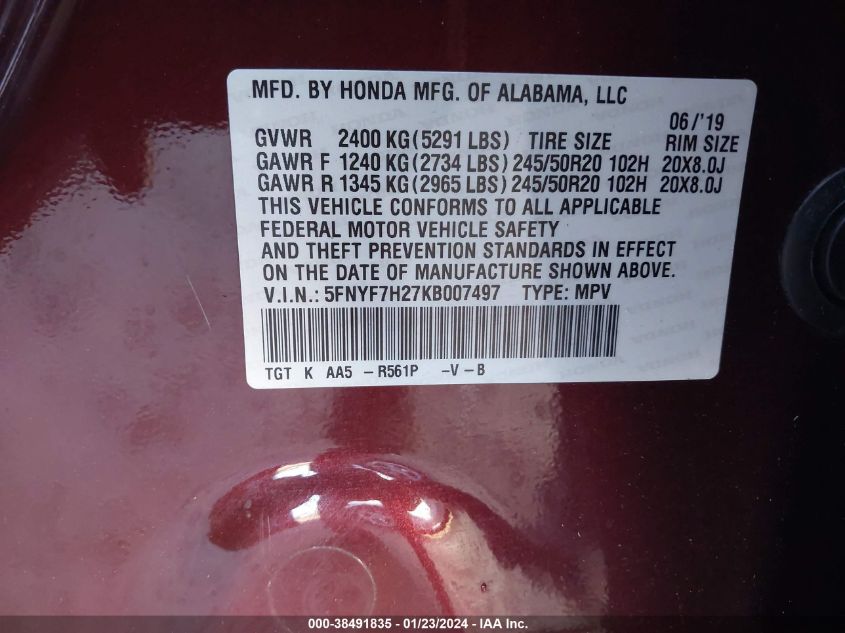 MFD. BY HONDA MFG. OF ALABAMA, LLC
06/'19
GVWR 2400 KG(5291 LBS) TIRE SIZE RIM SIZE
GAWR F 1240 KG(2734 LBS) 245/50R20 102H 20X8.0J
GAWR R 1345 KG(2965 LBS) 245/50R20 102H 20X8.0J
THIS VEHICLE CONFORMS TO ALL APPLICABLE
FEDERAL MOTOR VEHICLE SAFETY
AND THEFT PREVENTION STANDARDS IN EFFECT
ON THE DATE OF MANUFACTURE SHOWN ABOVE.
V.I.N.: 5FNYF7H27KB007497 TYPE: MPV
TGT K AA5 -R561P -V-B
000-38491835 - 01/23/2024 - IAA Inc.